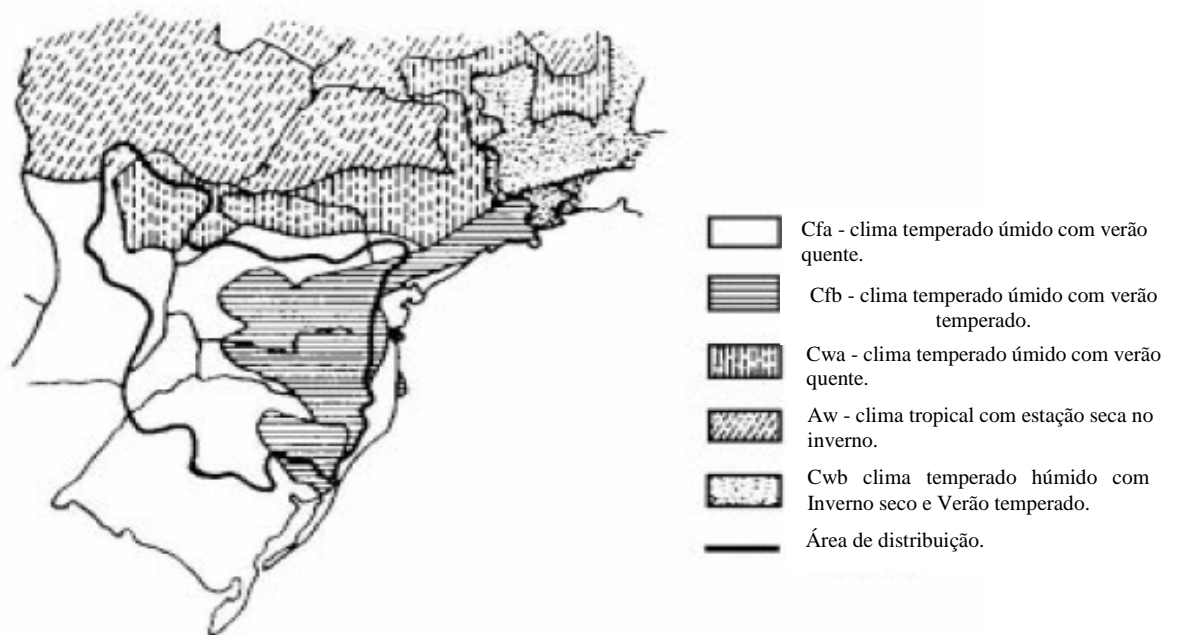 Cfa - clima temperado úmido com verão
quente.
Cfb - clima temperado úmido com verão
temperado.
Cwa - clima temperado úmido com verão
quente.
Aw - clima tropical com estação seca no
inverno.
Cwb clima temperado húmido com
Inverno seco e Verão temperado.
Área de distribuição.